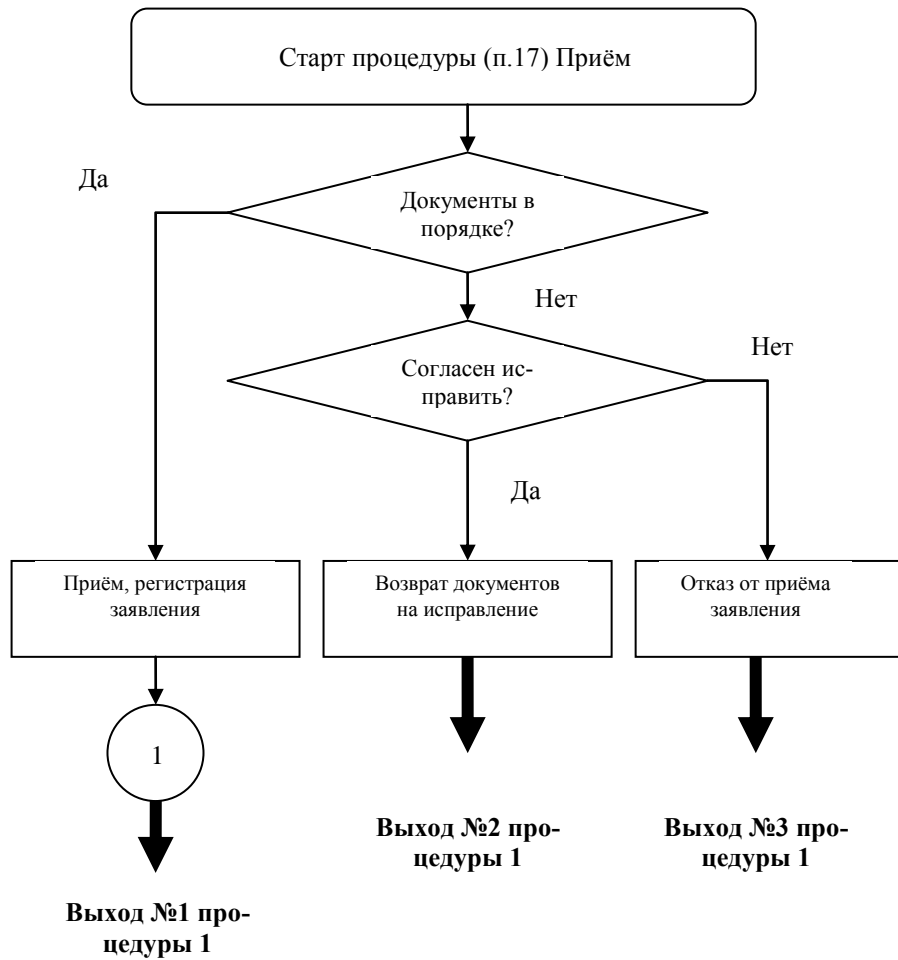 Старт процедуры (п.17) Приём
Да
Документы в
порядке?
Нет
Нет
Согласен ис-
править?
Да
Приём, регистрация
заявления
Возврат документов
на исправление
Отказ от приёма
заявления
1
Выход №2 про-
цедуры 1
Выход №3 про-
цедуры 1
Выход №1 про-
цедуры 1